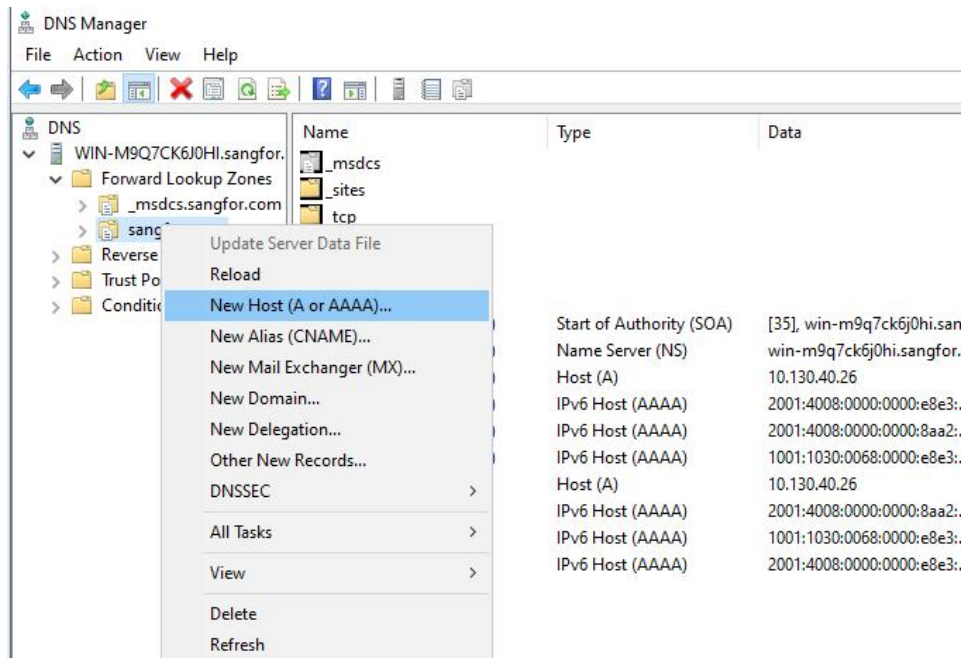 DNS Manager
File Action View Help
DNS
WIN-M9Q7CK6J0HI.sangfor.
Forward Lookup Zones
_msdcs.sangfor.com
sang
Reverse
Trust Po
Conditio
Name Type Data
_msdcs
_sites
_tcp
Update Server Data File
Reload
New Host (A or AAAA)...
New Alias (CNAME)...
New Mail Exchanger (MX)...
New Domain...
New Delegation...
Other New Records...
DNSSEC
All Tasks
View
Delete
Refresh
Start of Authority (SOA) [35], win-m9q7ck6j0hi.san
Name Server (NS) win-m9q7ck6j0hi.sangfor.
Host (A) 10.130.40.26
IPv6 Host (AAAA) 2001:4008:0000:0000:e8e3:.
IPv6 Host (AAAA) 2001:4008:0000:0000:8aa2:.
IPv6 Host (AAAA) 1001:1030:0068:0000:e8e3:.
Host (A) 10.130.40.26
IPv6 Host (AAAA) 2001:4008:0000:0000:8aa2:.
IPv6 Host (AAAA) 1001:1030:0068:0000:e8e3:.
IPv6 Host (AAAA) 2001:4008:0000:0000:e8e3:.